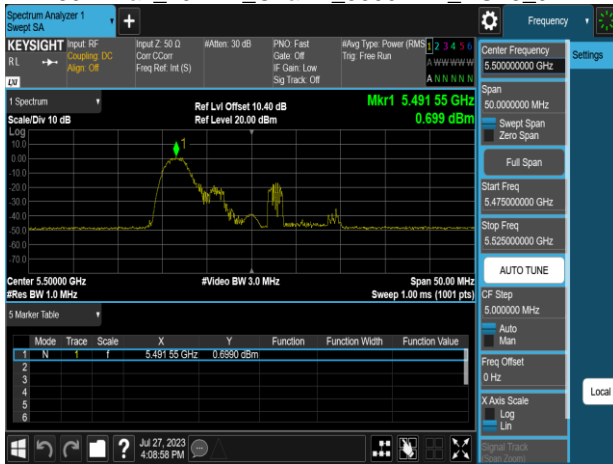 Spectrum Analyzer 1
Swept SA
+
Frequency
KEYSIGHT
RL
LXI
Input: RF
Coupling: DC
Align: Off
Input Z: 50 Ω
Corr CCorr
Freq Ref: Int (S)
#Atten: 30 dB
PNO: Fast
Gate: Off
IF Gain: Low
Sig Track: Off
#Avg Type: Power (RMS
Trig: Free Run
1 2 3 4 5 6
A W W W W W
A N N N N N
Center Frequency
5.500000000 GHz
Settings
Span
50.0000000 MHz
Swept Span
Zero Span
Full Span
Start Freq
5.475000000 GHz
Stop Freq
5.525000000 GHz
AUTO TUNE
CF Step
5.000000 MHz
Auto
Man
Freq Offset
0 Hz
X Axis Scale
Log
Lin
Signal Track
(Span Zoom)
Local
1 Spectrum
Scale/Div 10 dB
Ref Lvl Offset 10.40 dB
Ref Level 20.00 dBm
Mkr1 5.491 55 GHz
0.699 dBm
Log
10.0
0.00
-10.0
-20.0
-30.0
-40.0
-50.0
-60.0
-70.0
1
Center 5.50000 GHz
#Res BW 1.0 MHz
#Video BW 3.0 MHz
Span 50.00 MHz
Sweep 1.00 ms (1001 pts)
5 Marker Table
Mode Trace Scale X Y Function Function Width Function Value
1 N 1 f 5.491 55 GHz 0.6990 dBm
2
3
4
5
6
?
Jul 27, 2023
4:08:58 PM